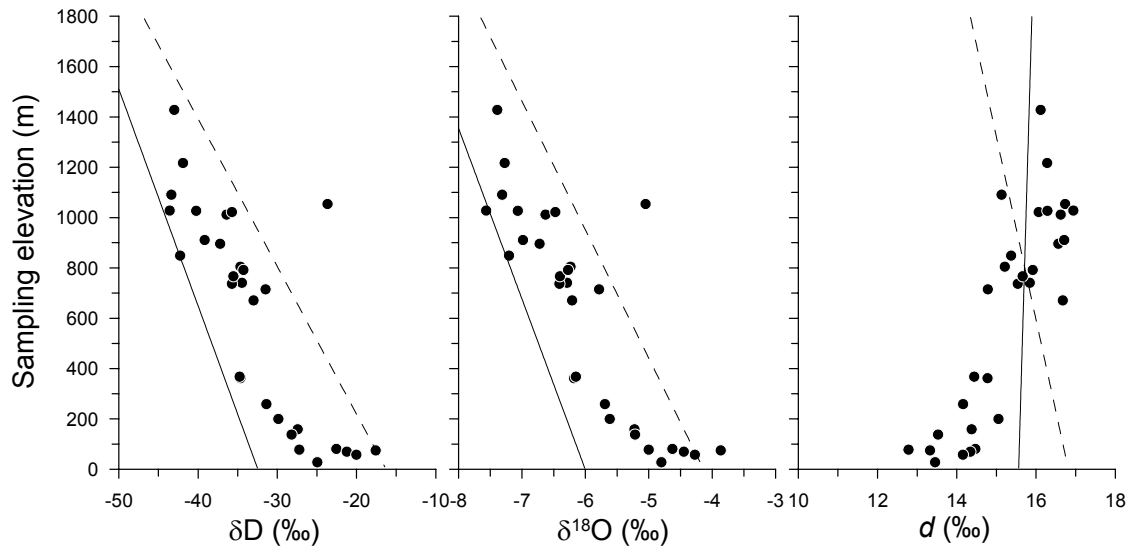 Sampling elevation (m)
1800
1600
1400
1200
1000
800
600
400
200
0
-50 -40 -30 -20 -10
δD (‰)
-8 -7 -6 -5 -4 -3
δ¹⁸O (‰)
10 12 14 16 18
d (‰)